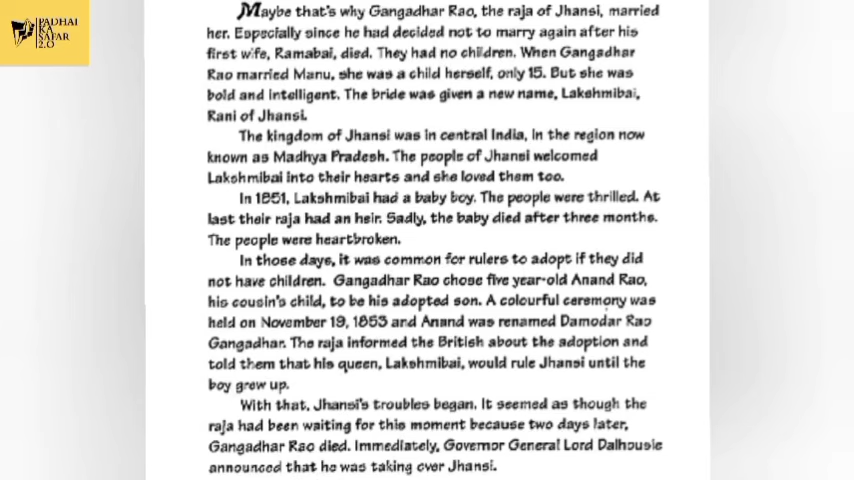 PADHAI
KA
SAFAR
2.0
Maybe that's why Gangadhar Rao, the raja of Jhansi, married
her. Especially since he had decided not to marry again after his
first wife, Ramabai, died. They had no children. When Gangadhar
Rao married Manu, she was a child herself, only 15. But she was
bold and intelligent. The bride was given a new name, Lakshmibai,
Rani of Jhansi.
The kingdom of Jhansi was in central India, in the region now
known as Madhya Pradesh. The people of Jhansi welcomed
Lakshmibai into their hearts and she loved them too.
In 1851, Lakshmibai had a baby boy. The people were thrilled. At
last their raja had an heir. Sadly, the baby died after three months.
The people were heartbroken.
In those days, it was common for rulers to adopt if they did
not have children. Gangadhar Rao chose five year-old Anand Rao,
his cousin's child, to be his adopted son. A colourful ceremony was
held on November 19, 1853 and Anand was renamed Damodar Rao
Gangadhar. The raja informed the British about the adoption and
told them that his queen, Lakshmibai, would rule Jhansi until the
boy grew up.
With that, Jhansi's troubles began. It seemed as though the
raja had been waiting for this moment because two days later,
Gangadhar Rao died. Immediately, Governor General Lord Dalhousie
announced that he was taking over Jhansi.